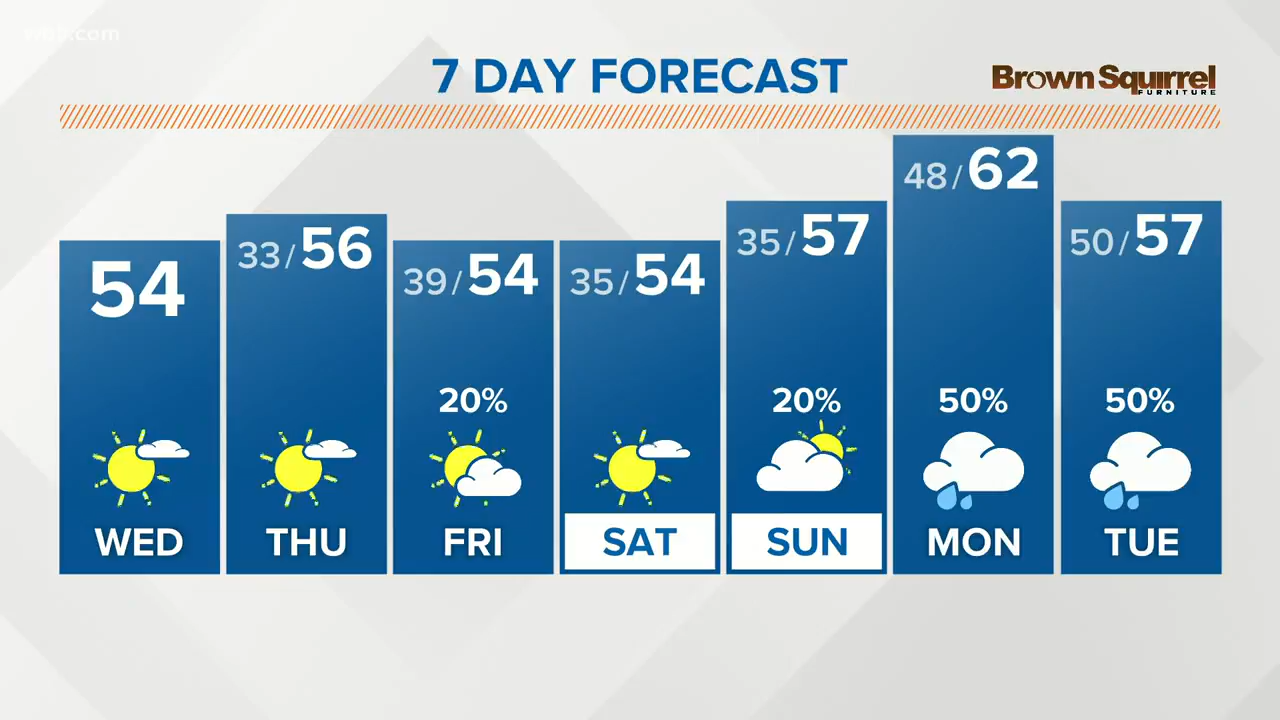 7 DAY FORECAST
Brown Squirrel
FURNITURE
54
33/56
39/54
35/54
35/57
48/62
50/57
20%
20%
50%
50%
WED
THU
FRI
SAT
SUN
MON
TUE